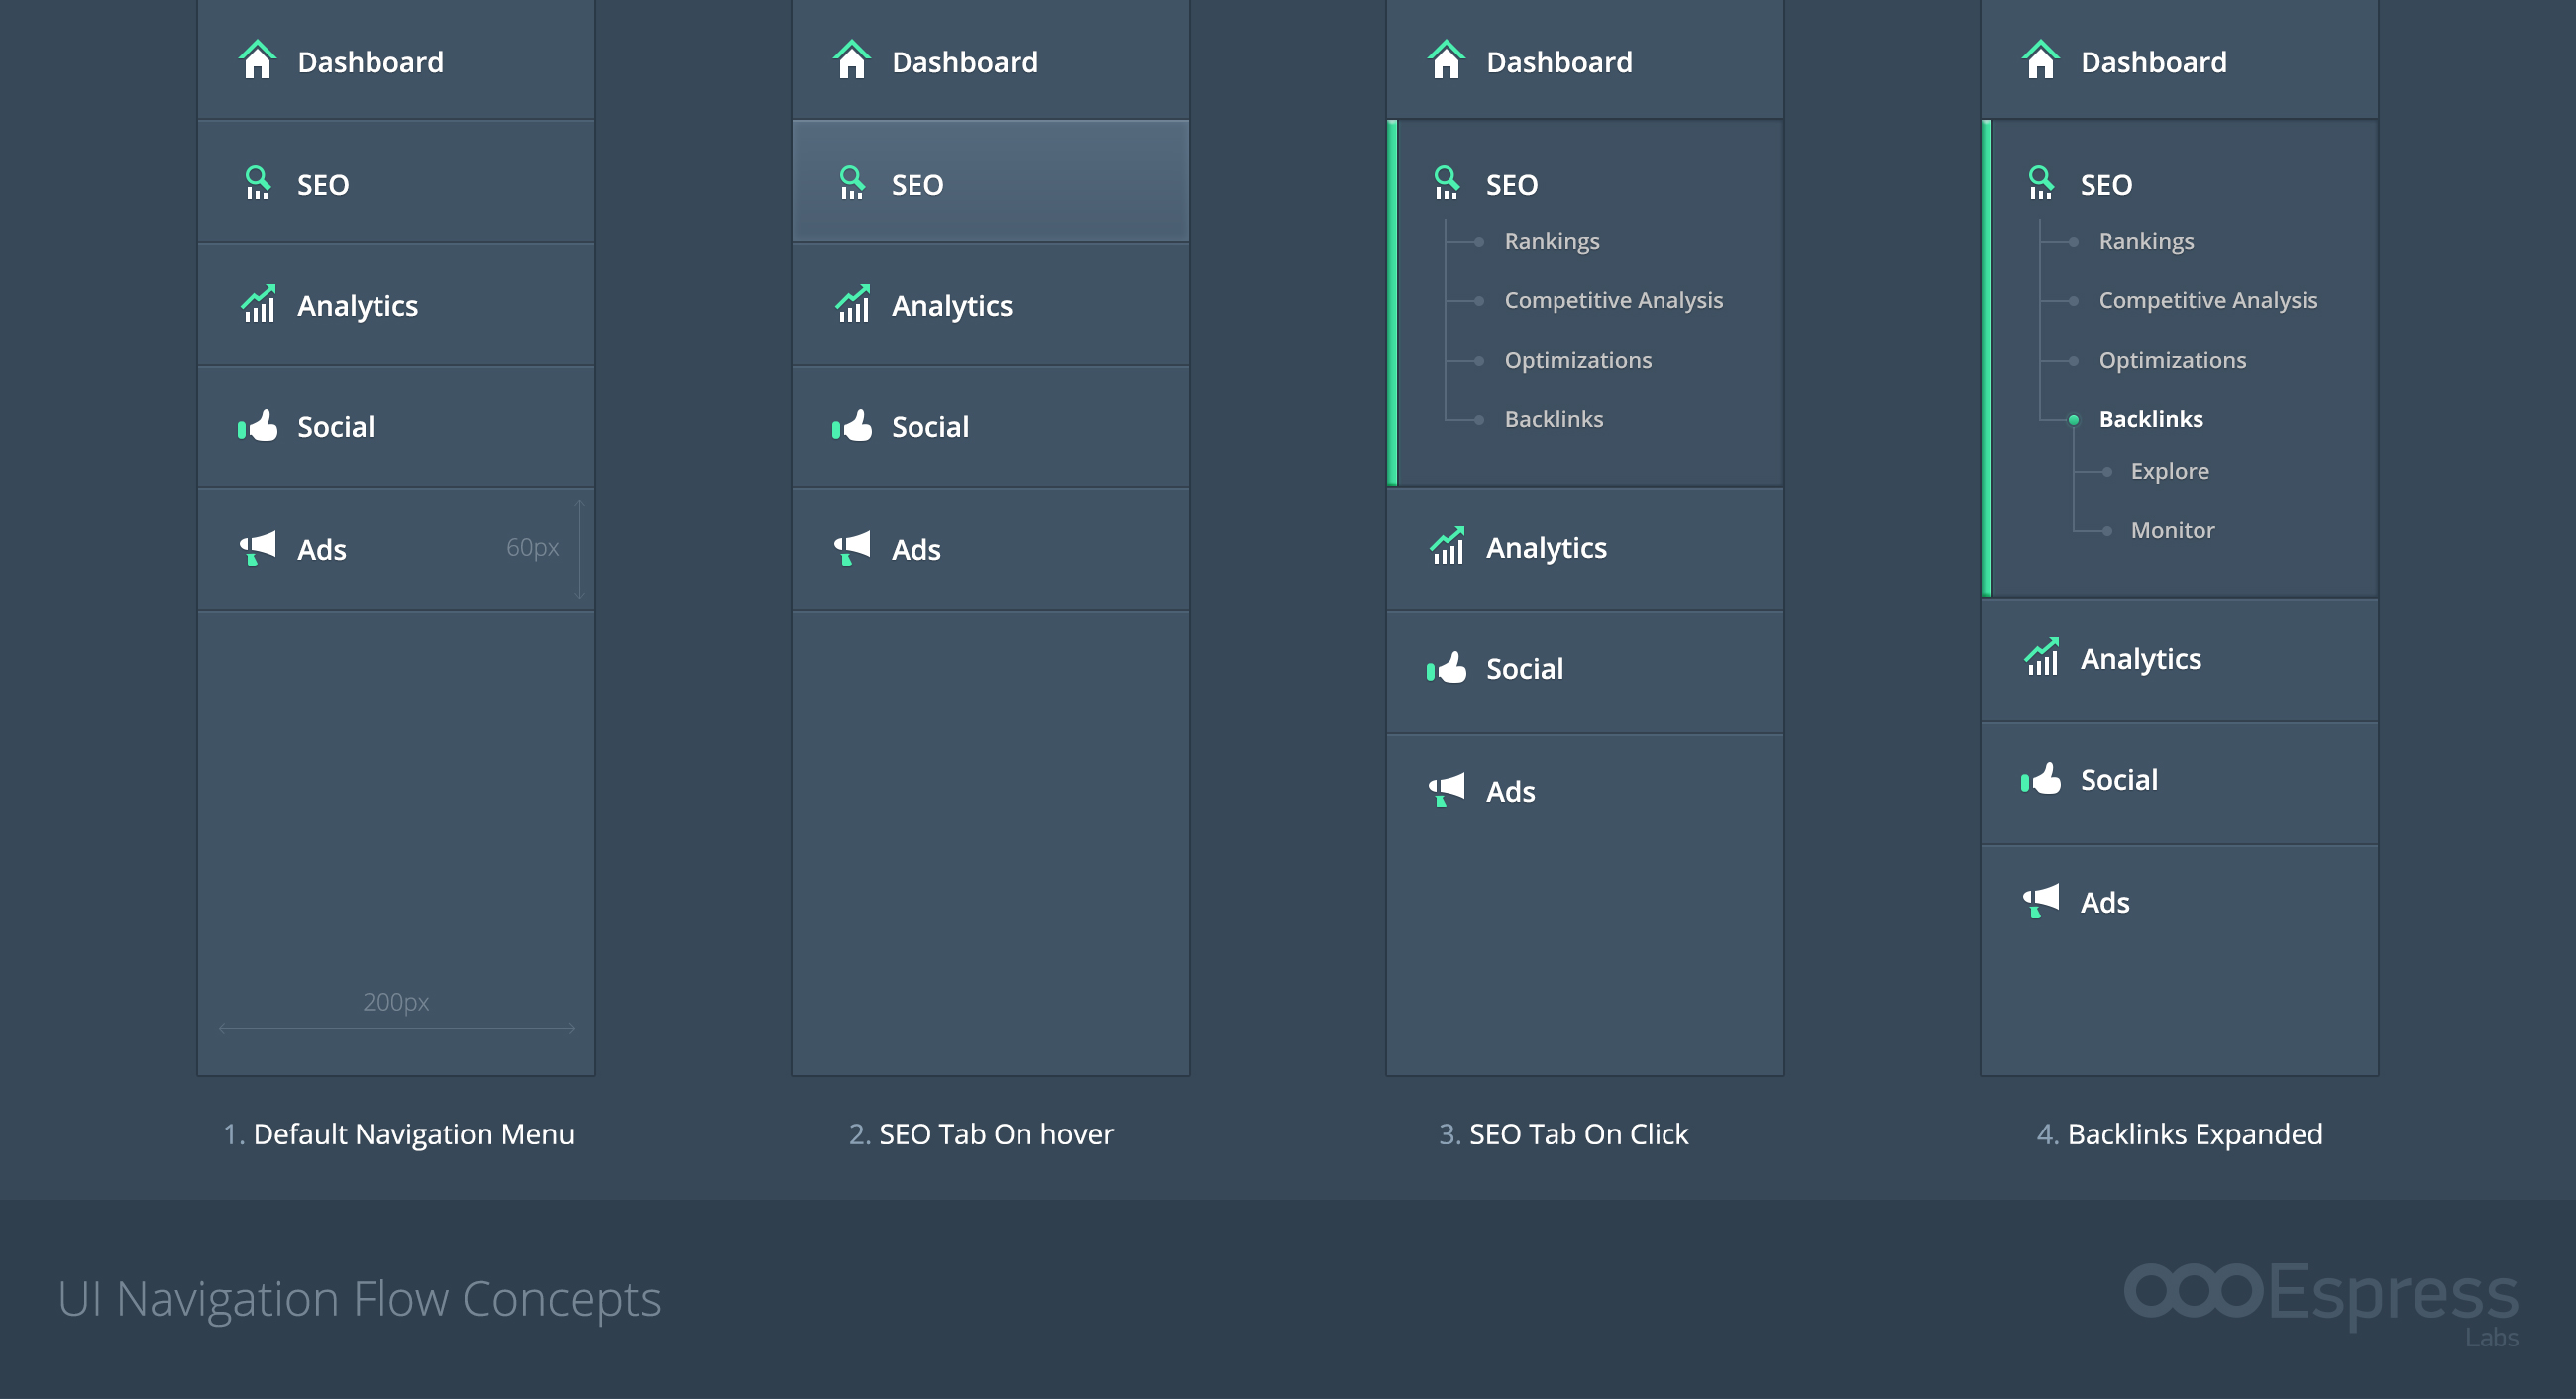 Dashboard
SEO
Analytics
Social
Ads
60px
200px
1. Default Navigation Menu
Dashboard
SEO
Analytics
Social
Ads
2. SEO Tab On hover
Dashboard
SEO
Rankings
Competitive Analysis
Optimizations
Backlinks
Analytics
Social
Ads
3. SEO Tab On Click
Dashboard
SEO
Rankings
Competitive Analysis
Optimizations
Backlinks
Explore
Monitor
Analytics
Social
Ads
4. Backlinks Expanded
UI Navigation Flow Concepts
Espress
Labs